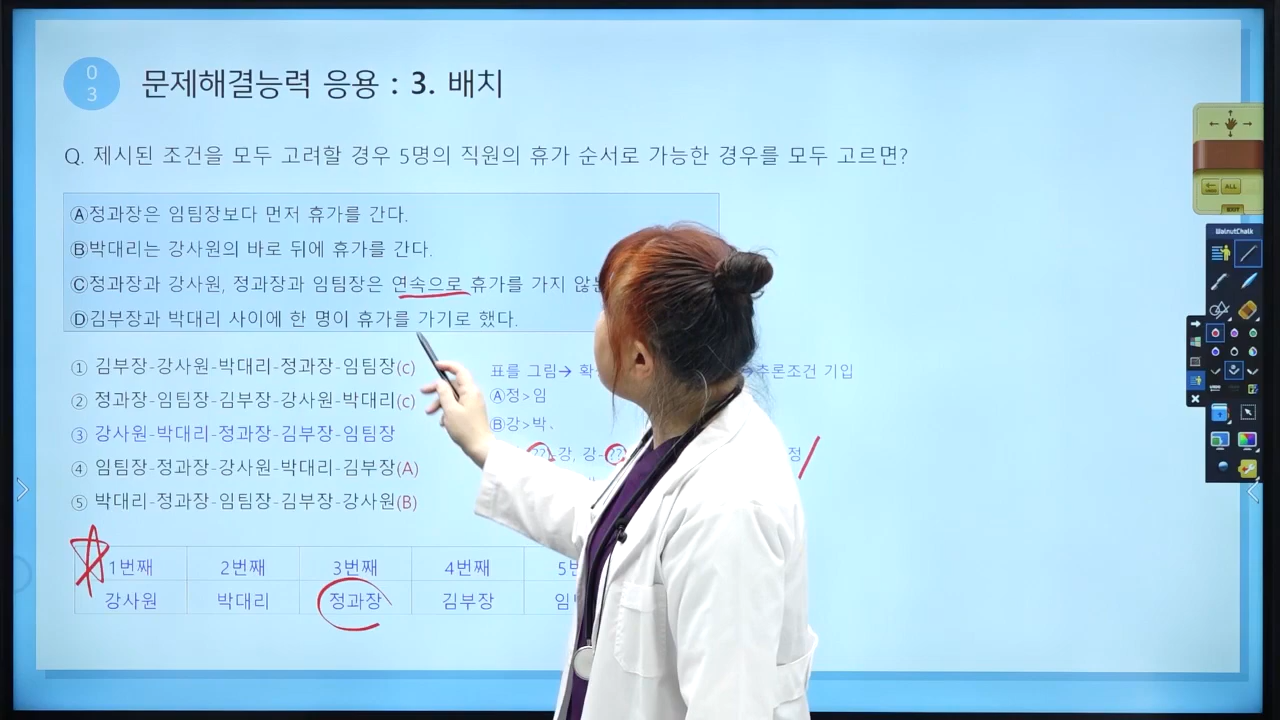 03
문제해결능력 응용 : 3. 배치
Q. 제시된 조건을 모두 고려할 경우 5명의 직원의 휴가 순서로 가능한 경우를 모두 고르면?
Ⓐ정과장은 임팀장보다 먼저 휴가를 간다.
Ⓑ박대리는 강사원의 바로 뒤에 휴가를 간다.
Ⓒ정과장과 강사원, 정과장과 임팀장은 연속으로 휴가를 가지 않는
Ⓓ김부장과 박대리 사이에 한 명이 휴가를 가기로 했다.
① 김부장-강사원-박대리-정과장-임팀장(c)
② 정과장-임팀장-김부장-강사원-박대리(c)
③ 강사원-박대리-정과장-김부장-임팀장
④ 임팀장-정과장-강사원-박대리-김부장(A)
⑤ 박대리-정과장-임팀장-김부장-강사원(B)
표를 그림→ 확 추론조건 기입
Ⓐ정>임
Ⓑ강>박
??-강, 강-?? 정
1번째 2번째 3번째 4번째
강사원 박대리 정과장 김부장
WalnutChalk
ALL
EXIT